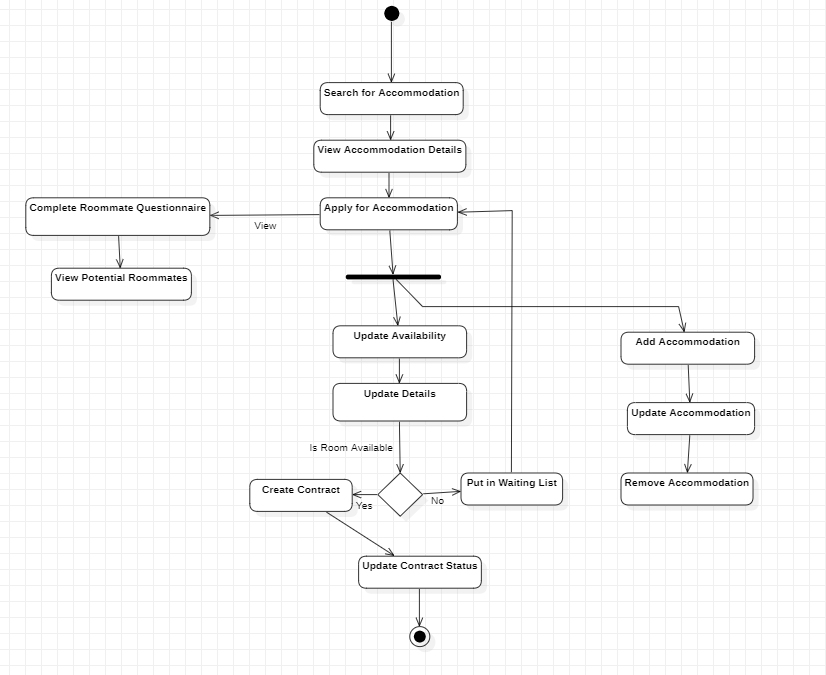 Search for Accommodation
View Accommodation Details
Complete Roommate Questionnaire
Apply for Accommodation
View
View Potential Roommates
Update Availability
Add Accommodation
Update Details
Update Accommodation
Is Room Available
Create Contract
Put in Waiting List
Remove Accommodation
Yes
No
Update Contract Status